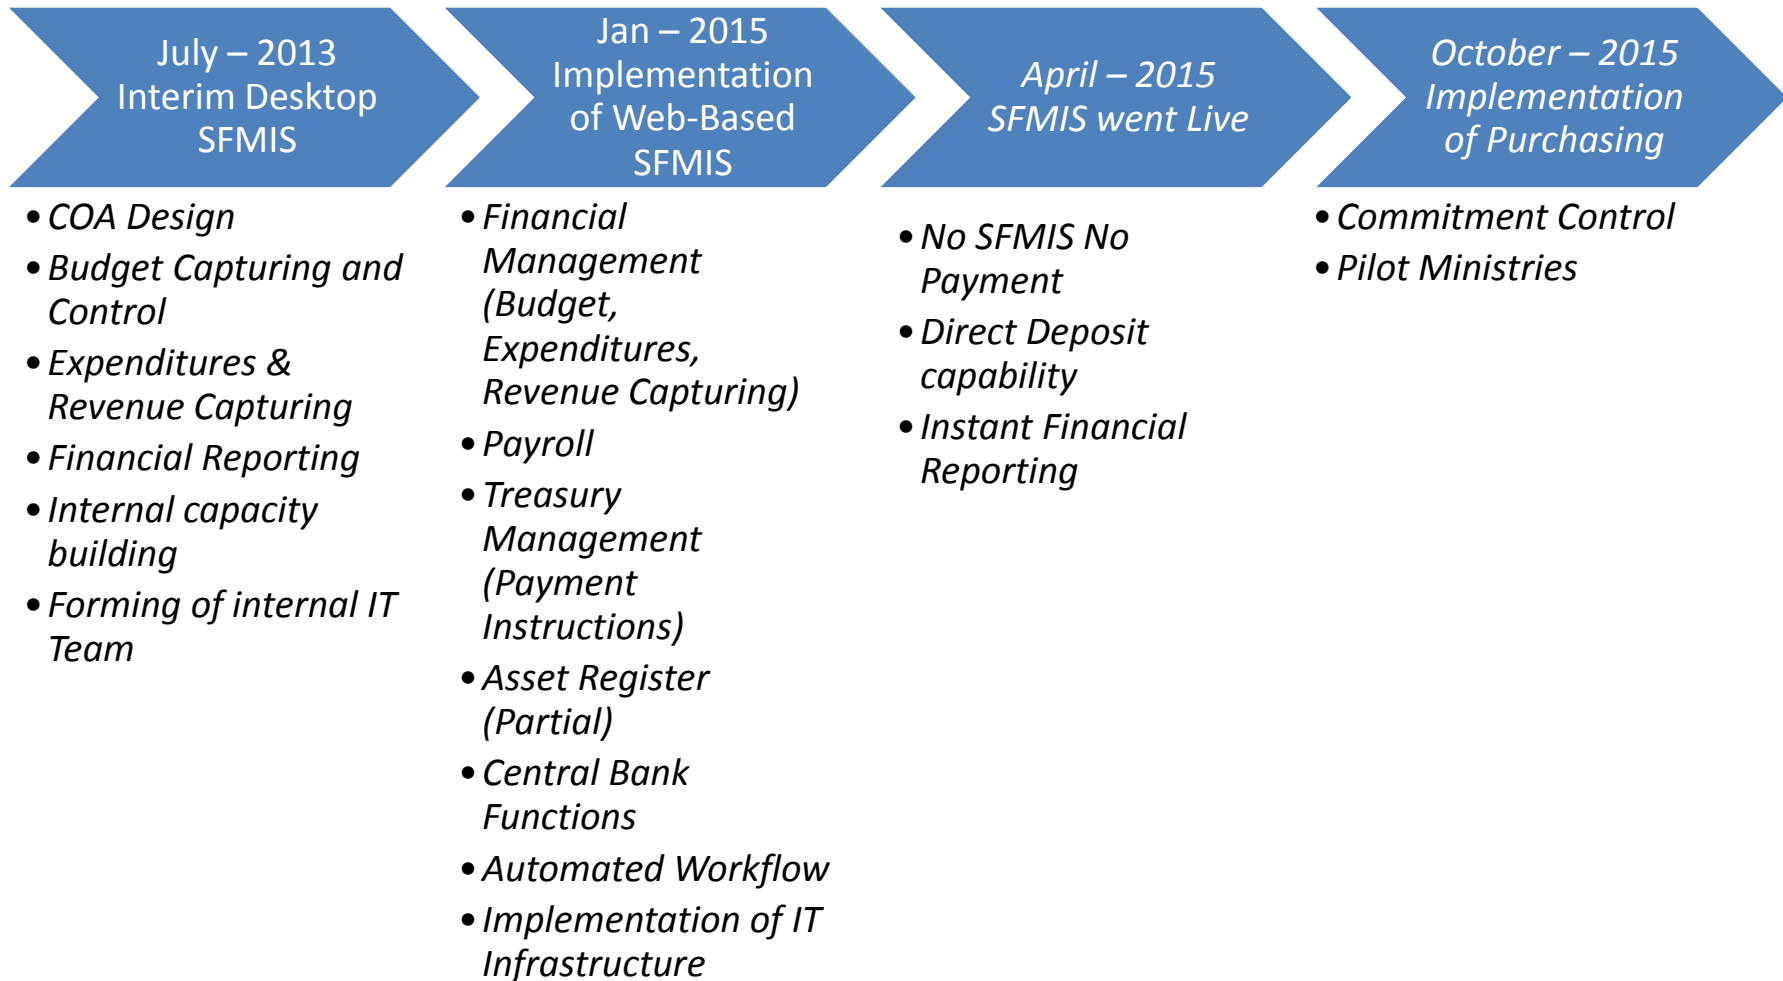 July – 2013
Interim Desktop
SFMIS
• COA Design
• Budget Capturing and
Control
• Expenditures &
Revenue Capturing
• Financial Reporting
• Internal capacity
building
• Forming of internal IT
Team
Jan – 2015
Implementation
of Web-Based
SFMIS
• Financial
Management
(Budget,
Expenditures,
Revenue Capturing)
• Payroll
• Treasury
Management
(Payment
Instructions)
• Asset Register
(Partial)
• Central Bank
Functions
• Automated Workflow
• Implementation of IT
Infrastructure
April – 2015
SFMIS went Live
• No SFMIS No
Payment
• Direct Deposit
capability
• Instant Financial
Reporting
October – 2015
Implementation
of Purchasing
• Commitment Control
• Pilot Ministries